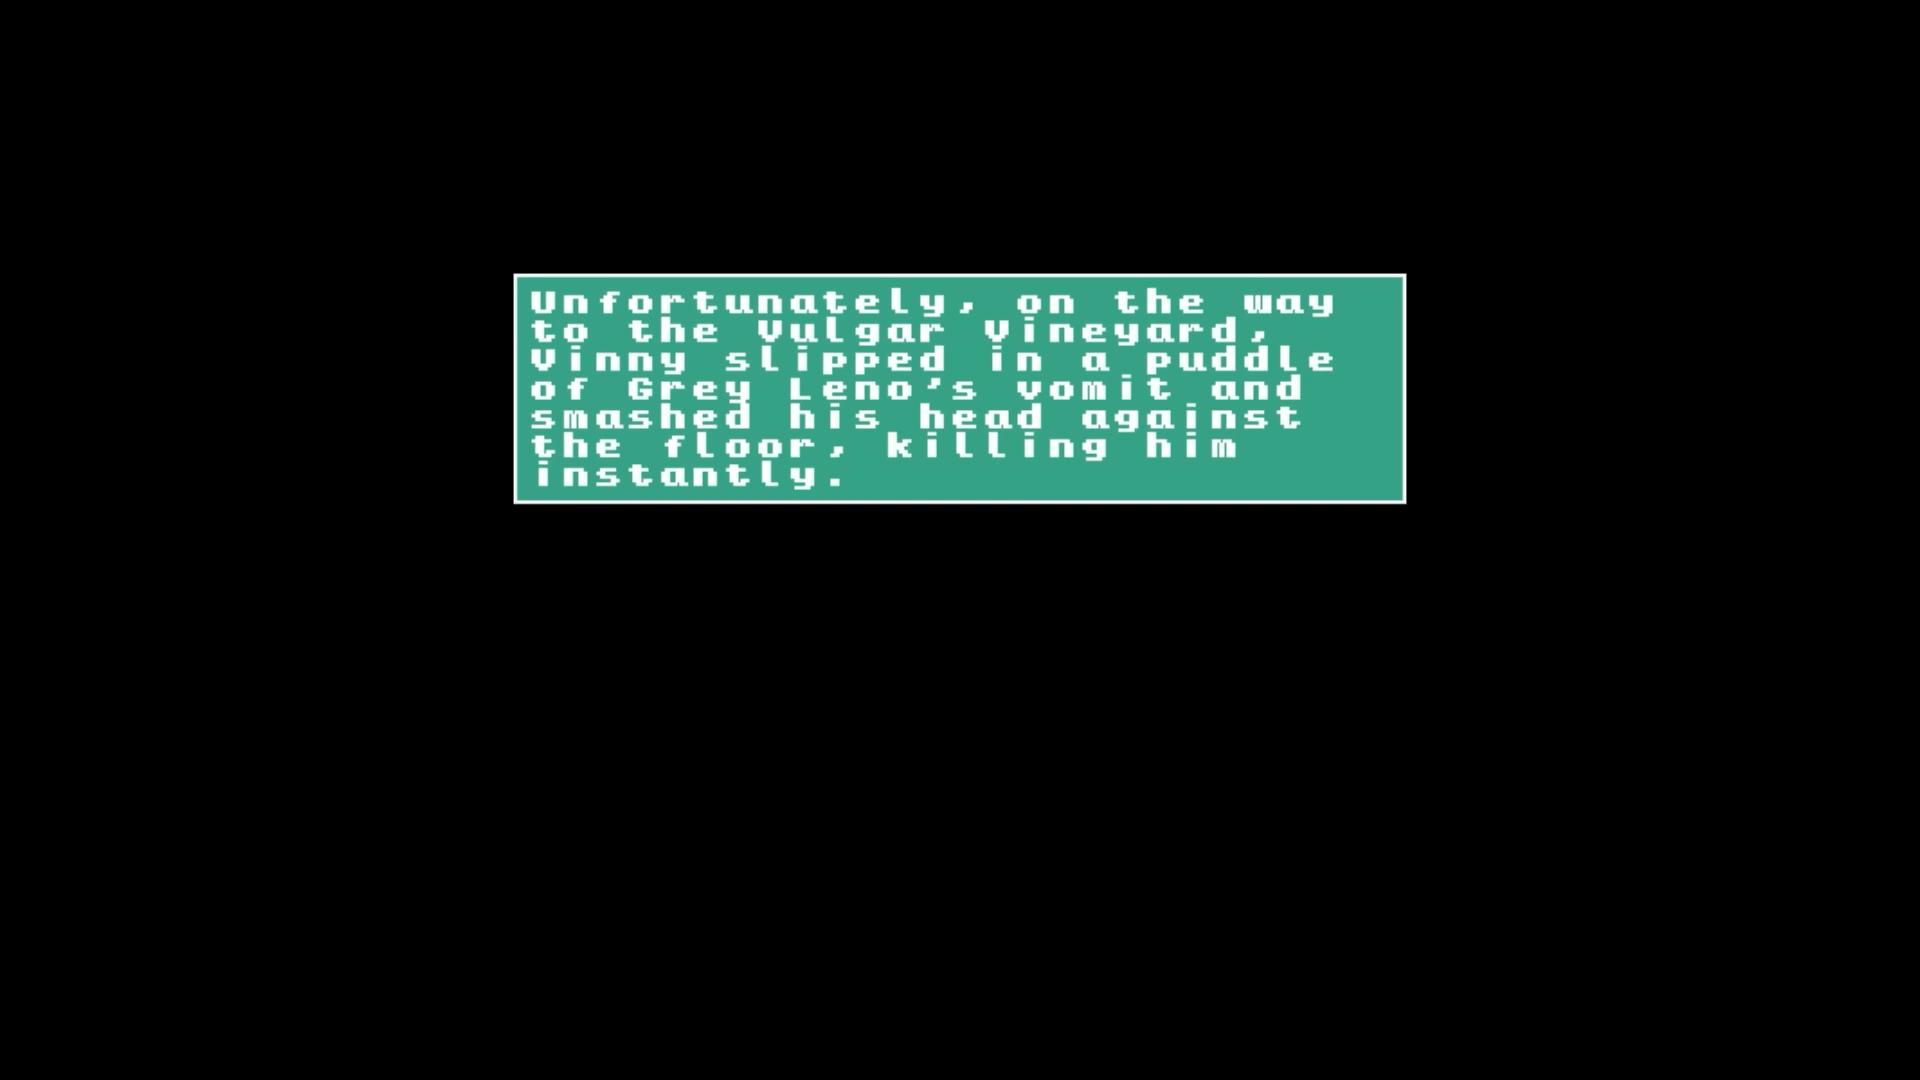 Unfortunately, on the way
to the Vulgar Vineyard,
Vinny slipped in a puddle
of Grey Leno's vomit and
smashed his head against
the floor, killing him
instantly.